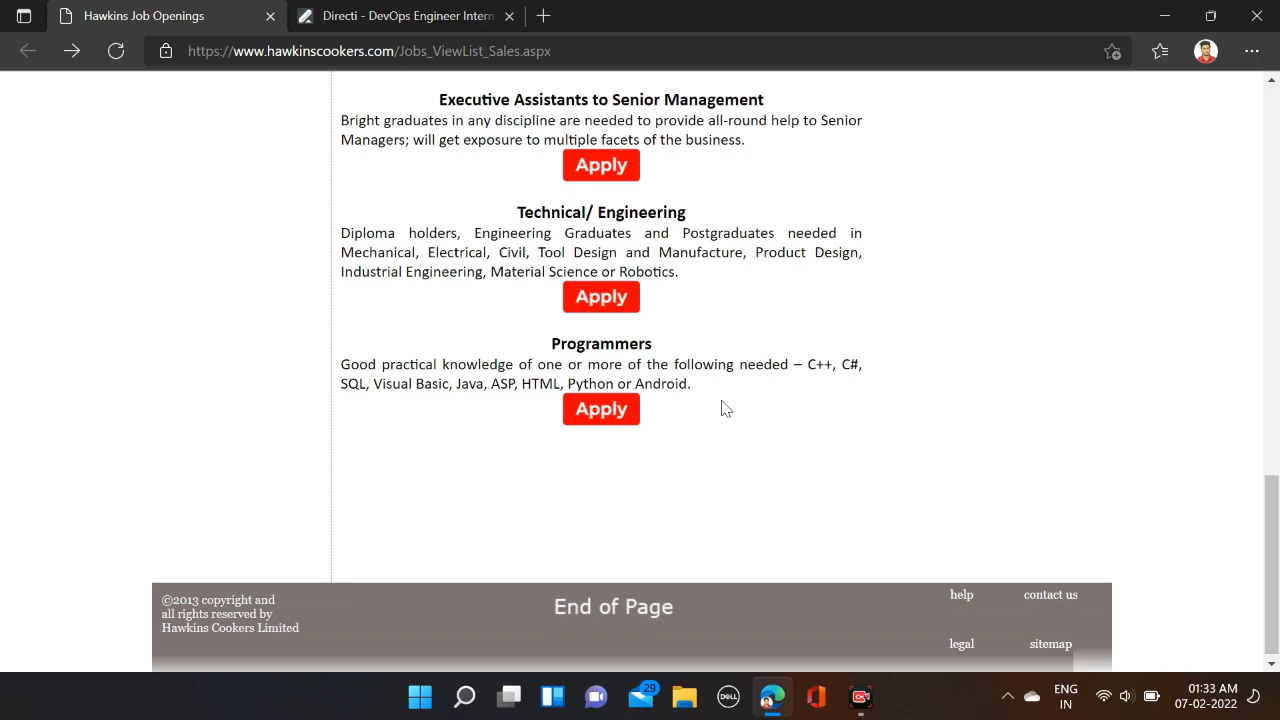 Hawkins Job Openings
Directi - DevOps Engineer Intern
https://www.hawkinscookers.com/Jobs_ViewList_Sales.aspx
Executive Assistants to Senior Management
Bright graduates in any discipline are needed to provide all-round help to Senior
Managers; will get exposure to multiple facets of the business.
Apply
Technical/ Engineering
Diploma holders, Engineering Graduates and Postgraduates needed in
Mechanical, Electrical, Civil, Tool Design and Manufacture, Product Design,
Industrial Engineering, Material Science or Robotics.
Apply
Programmers
Good practical knowledge of one or more of the following needed – C++, C#,
SQL, Visual Basic, Java, ASP, HTML, Python or Android.
Apply
©2013 copyright and
all rights reserved by
Hawkins Cookers Limited
End of Page
help contact us
legal sitemap
29
DELL
ENG
IN
01:33 AM
07-02-2022